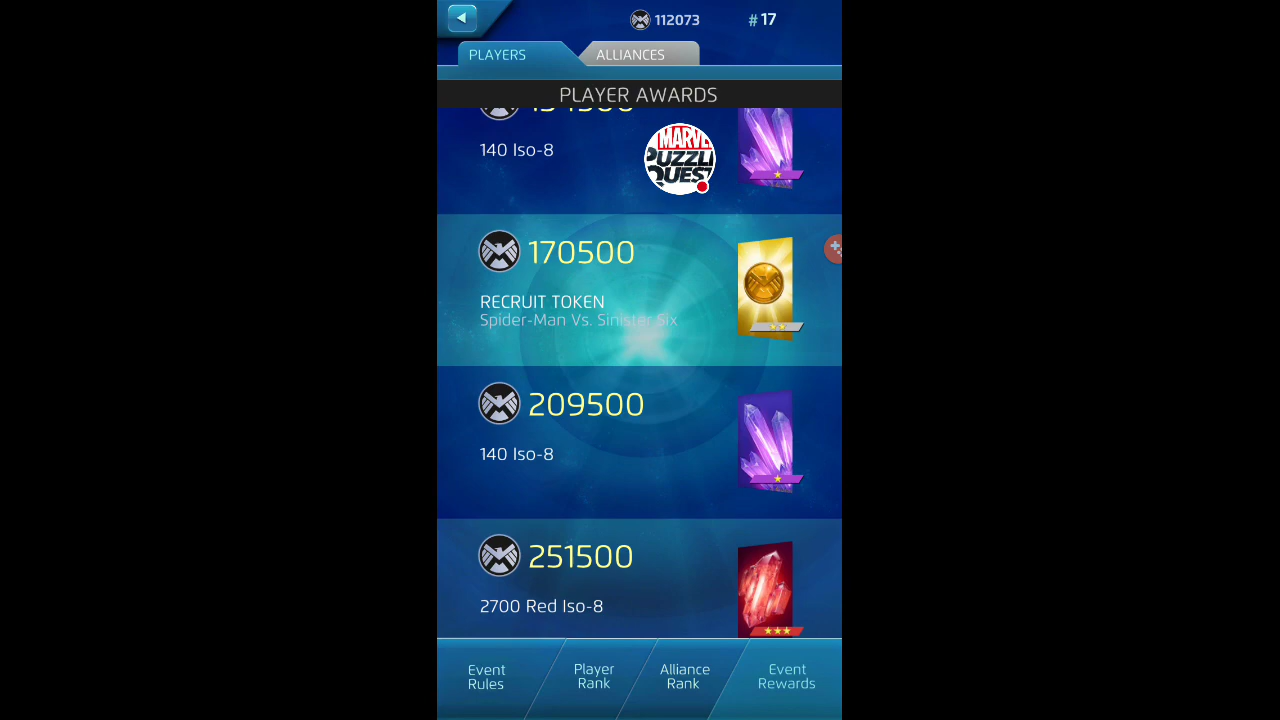 112073
#17
PLAYERS
ALLIANCES
PLAYER AWARDS
140 Iso-8
MARVEL
PUZZLE
QUEST
170500
RECRUIT TOKEN
Spider-Man Vs. Sinister Six
209500
140 Iso-8
251500
2700 Red Iso-8
Event
Rules
Player
Rank
Alliance
Rank
Event
Rewards